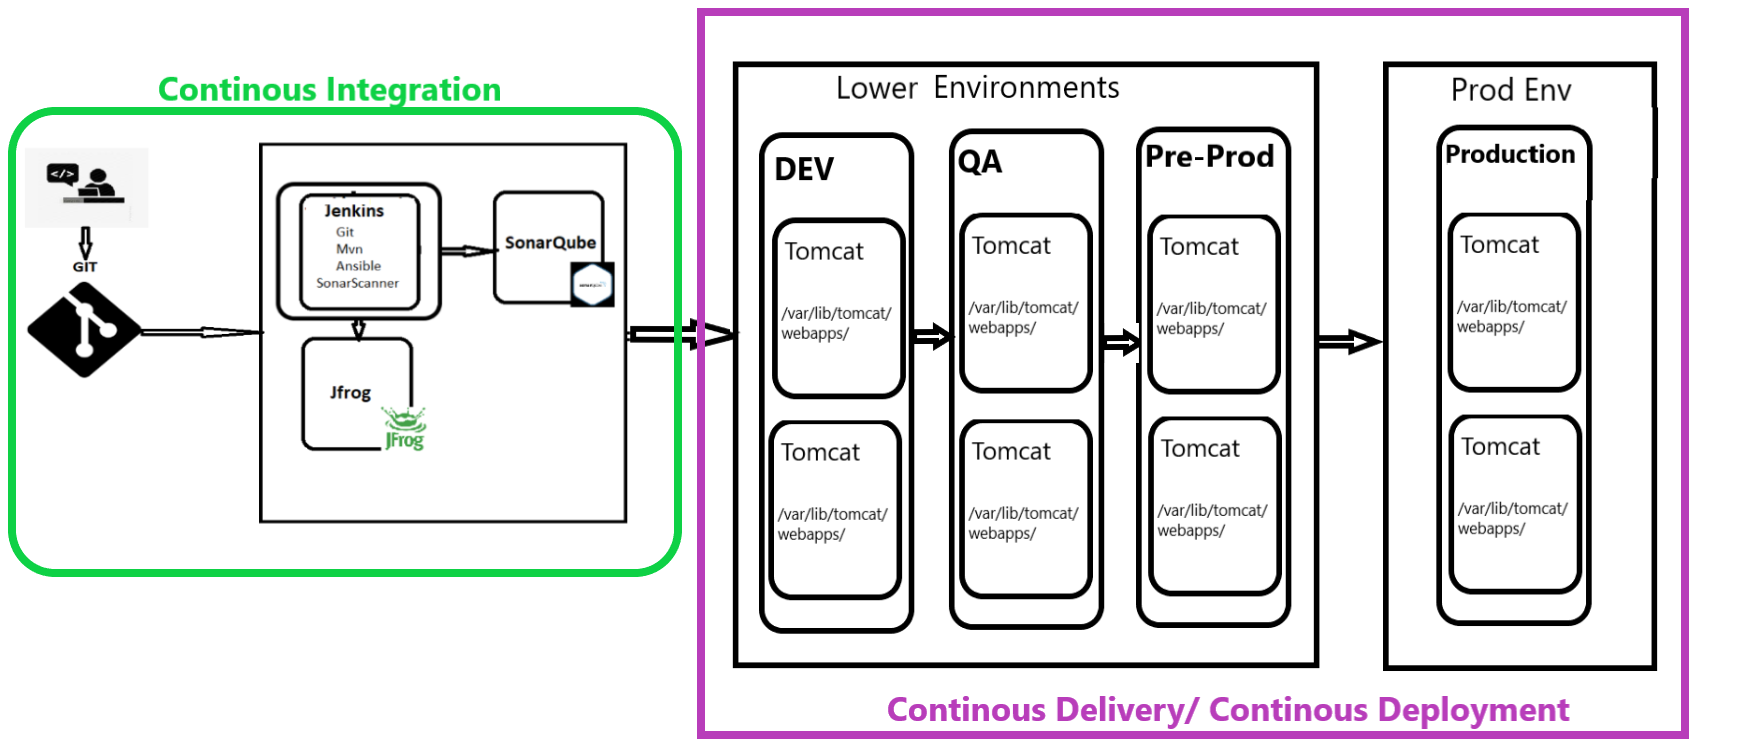 Continous Integration
</>
GIT
Jenkins
Git
Mvn
Ansible
SonarScanner
SonarQube
Jfrog
JFrog
Lower Environments
DEV
Tomcat
/var/lib/tomcat/
webapps/
Tomcat
/var/lib/tomcat/
webapps/
QA
Tomcat
/var/lib/tomcat/
webapps/
Tomcat
/var/lib/tomcat/
webapps/
Pre-Prod
Tomcat
/var/lib/tomcat/
webapps/
Tomcat
/var/lib/tomcat/
webapps/
Prod Env
Production
Tomcat
/var/lib/tomcat/
webapps/
Tomcat
/var/lib/tomcat/
webapps/
Continous Delivery/ Continous Deployment